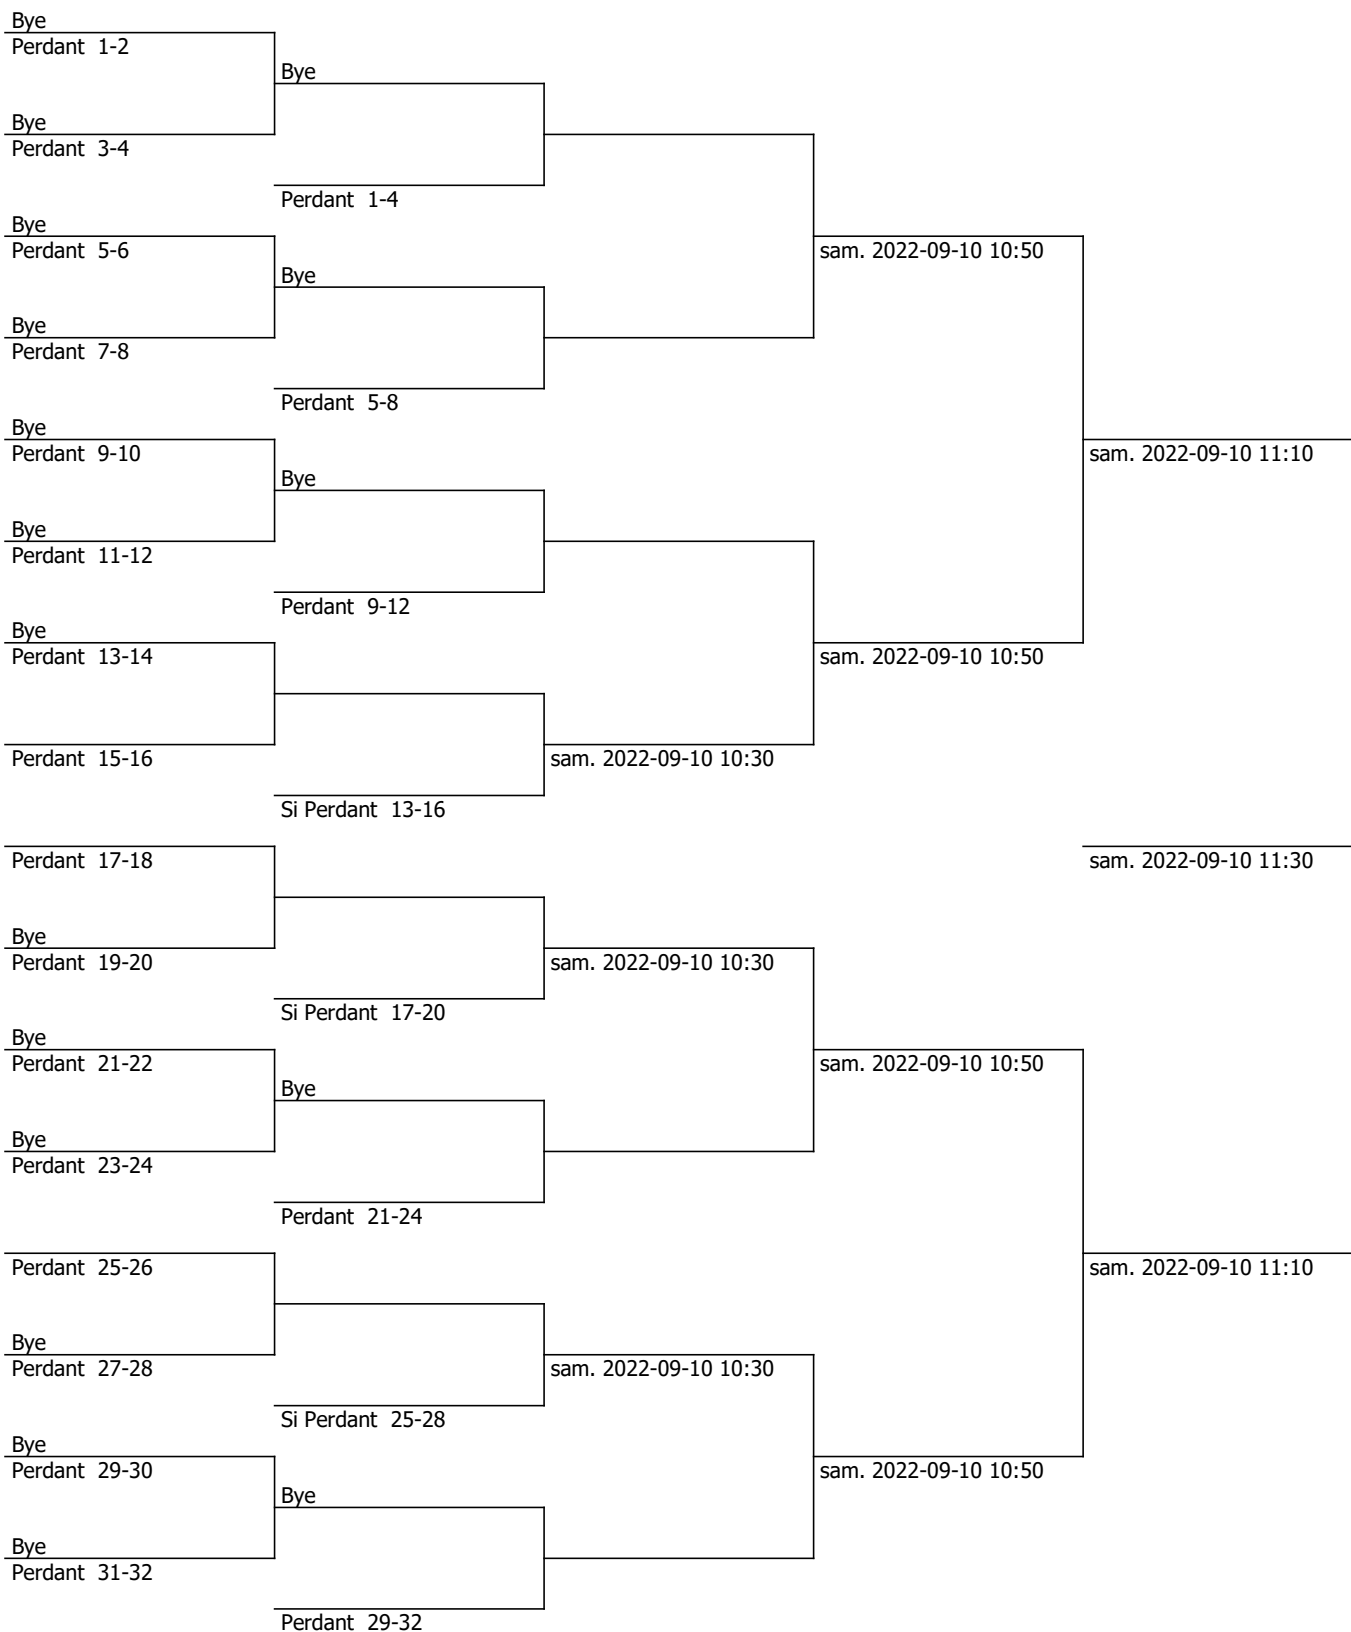 Bye
Perdant 1-2
Bye
Bye
Perdant 3-4
Perdant 1-4
Bye
Perdant 5-6
sam. 2022-09-10 10:50
Bye
Bye
Perdant 7-8
Perdant 5-8
Bye
Perdant 9-10
sam. 2022-09-10 11:10
Bye
Bye
Perdant 11-12
Perdant 9-12
Bye
Perdant 13-14
sam. 2022-09-10 10:50
Perdant 15-16
sam. 2022-09-10 10:30
Si Perdant 13-16
Perdant 17-18
sam. 2022-09-10 11:30
Bye
Perdant 19-20
sam. 2022-09-10 10:30
Si Perdant 17-20
Bye
Perdant 21-22
sam. 2022-09-10 10:50
Bye
Bye
Perdant 23-24
Perdant 21-24
Perdant 25-26
sam. 2022-09-10 11:10
Bye
Perdant 27-28
sam. 2022-09-10 10:30
Si Perdant 25-28
Bye
Perdant 29-30
sam. 2022-09-10 10:50
Bye
Bye
Perdant 31-32
Perdant 29-32